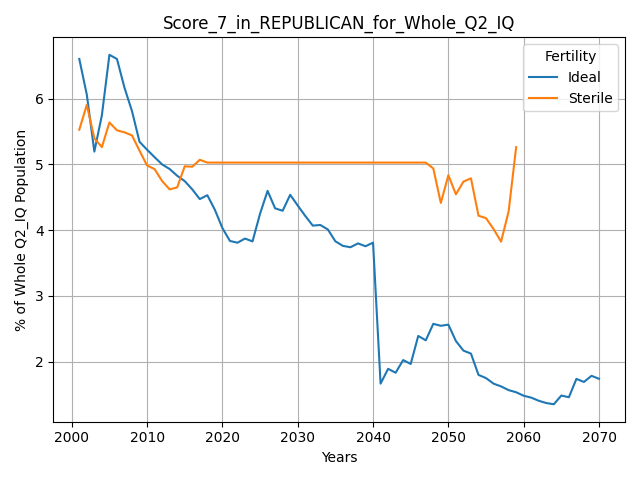 Score_7_in_REPUBLICAN_for_Whole_Q2_IQ
Fertility
Ideal
Sterile
% of Whole Q2_IQ Population
6
5
4
3
2
2000 2010 2020 2030 2040 2050 2060 2070
Years